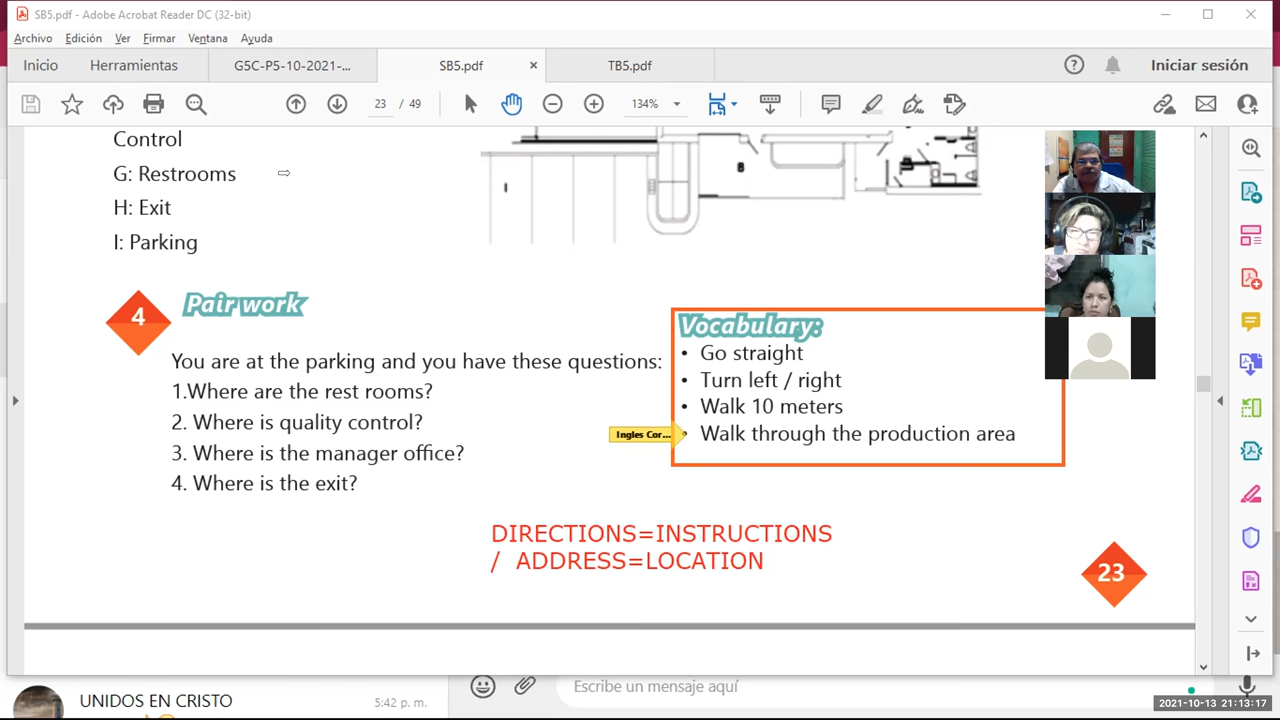 SB5.pdf - Adobe Acrobat Reader DC (32-bit)
Archivo Edición Ver Firmar Ventana Ayuda
Inicio Herramientas G5C-P5-10-2021-... SB5.pdf × TB5.pdf Iniciar sesión
23 / 49 134%
Control
G: Restrooms
H: Exit
I: Parking
I
B
4
Pair work
You are at the parking and you have these questions:
1.Where are the rest rooms?
2. Where is quality control?
3. Where is the manager office?
4. Where is the exit?
Vocabulary:
• Go straight
• Turn left / right
• Walk 10 meters
• Walk through the production area
Ingles Cor...
DIRECTIONS=INSTRUCTIONS
/ ADDRESS=LOCATION
23
UNIDOS EN CRISTO
5:42 p. m.
Escribe un mensaje aquí
2021-10-13 21:13:17